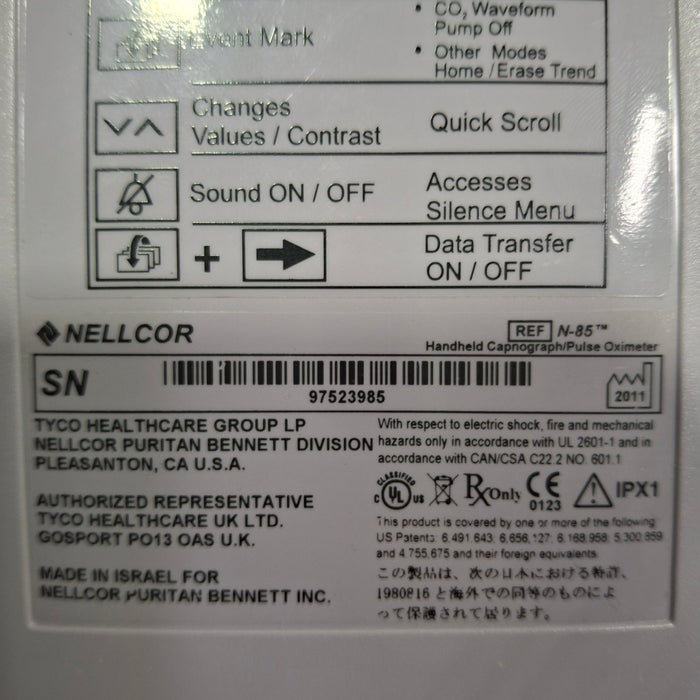 • CO₂ Waveform
Pump Off
Event Mark
• Other Modes
Home / Erase Trend
Changes
Values / Contrast
Quick Scroll
Sound ON / OFF
Accesses
Silence Menu
+
Data Transfer
ON / OFF
NELLCOR
REF N-85™
Handheld Capnograph/Pulse Oximeter
SN
97523985
2011
TYCO HEALTHCARE GROUP LP
NELLCOR PURITAN BENNETT DIVISION
PLEASANTON, CA U.S.A.
With respect to electric shock, fire and mechanical
hazards only in accordance with UL 2601-1 and in
accordance with CAN/CSA C22.2 NO. 601.1
AUTHORIZED REPRESENTATIVE
TYCO HEALTHCARE UK LTD.
GOSPORT PO13 OAS U.K.
CLASSIFIED
C UL US
Rx Only
CE
0123
IPX1
This product is covered by one or more of the following
US Patents: 6,491,643, 6,656,127, 6,168,958, 5,300,859
and 4,755,675 and their foreign equivalents.
MADE IN ISRAEL FOR
NELLCOR PURITAN BENNETT INC.
この製品は、次の日本における特許、
1980816 と海外での同等のものによ
って保護されて居ります。